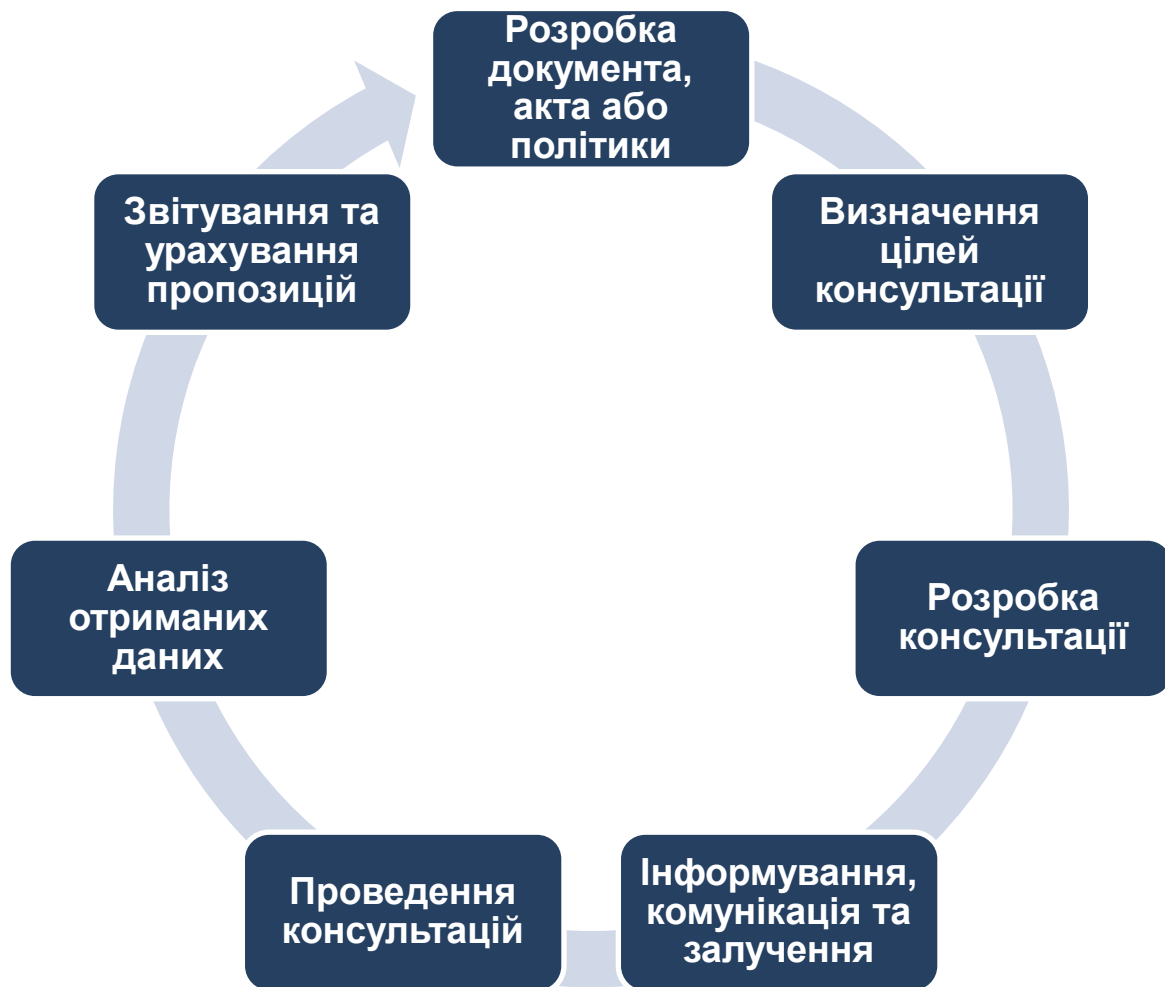 Розробка
документа,
акта або
політики
Визначення
цілей
консультації
Розробка
консультації
Інформування,
комунікація та
залучення
Проведення
консультацій
Аналіз
отриманих
даних
Звітування та
урахування
пропозицій